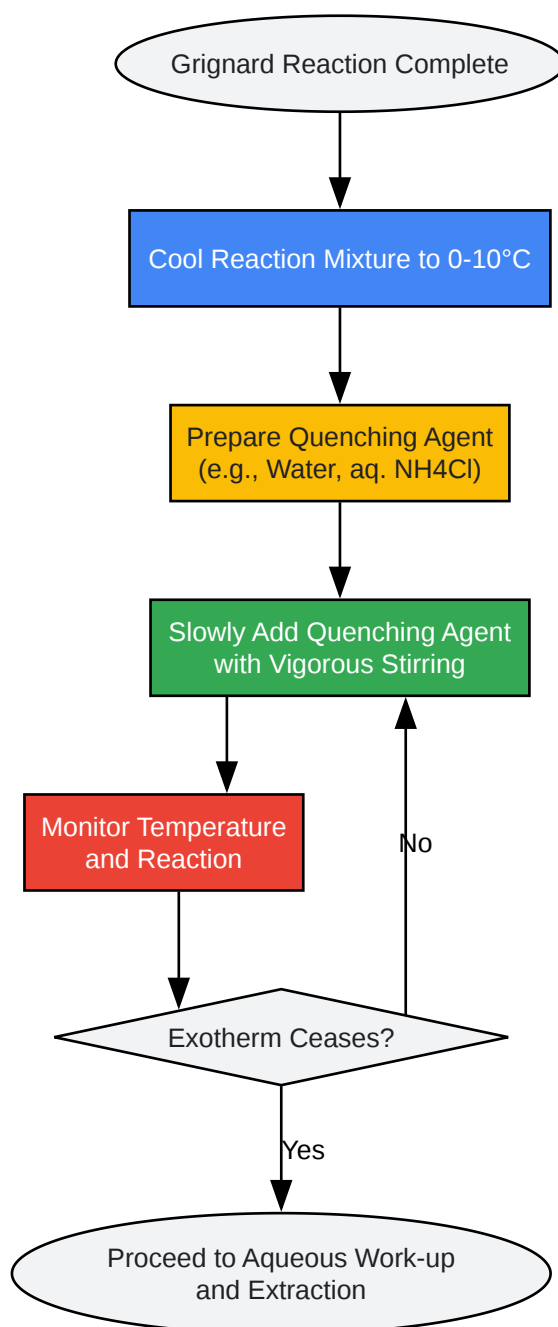 Grignard Reaction Complete
Cool Reaction Mixture to 0-10°C
Prepare Quenching Agent
(e.g., Water, aq. NH4Cl)
Slowly Add Quenching Agent
with Vigorous Stirring
Monitor Temperature
and Reaction
No
Exotherm Ceases?
Yes
Proceed to Aqueous Work-up
and Extraction